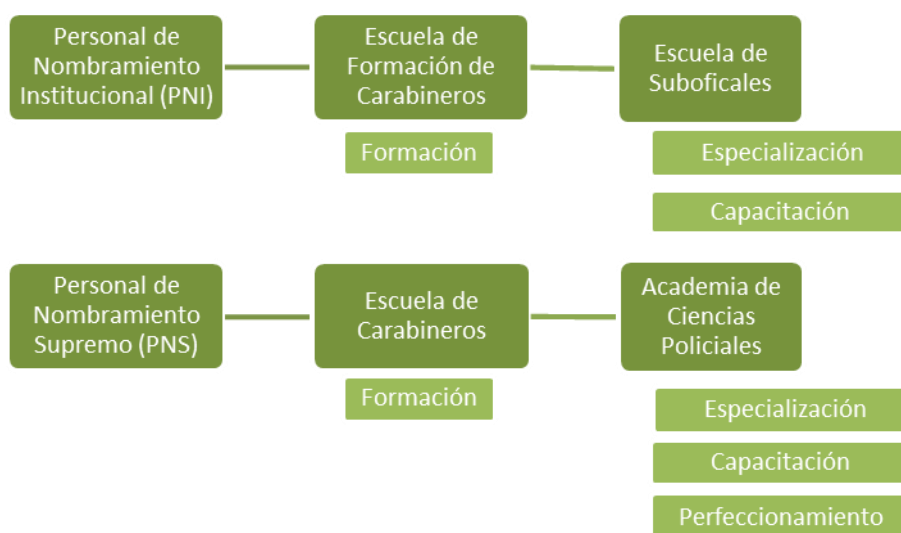 Personal de
Nombramiento
Institucional (PNI)
Escuela de
Formación de
Carabineros
Escuela de
Suboficales
Formación
Especialización
Capacitación
Personal de
Nombramiento
Supremo (PNS)
Escuela de
Carabineros
Academia de
Ciencias
Policiales
Formación
Especialización
Capacitación
Perfeccionamiento